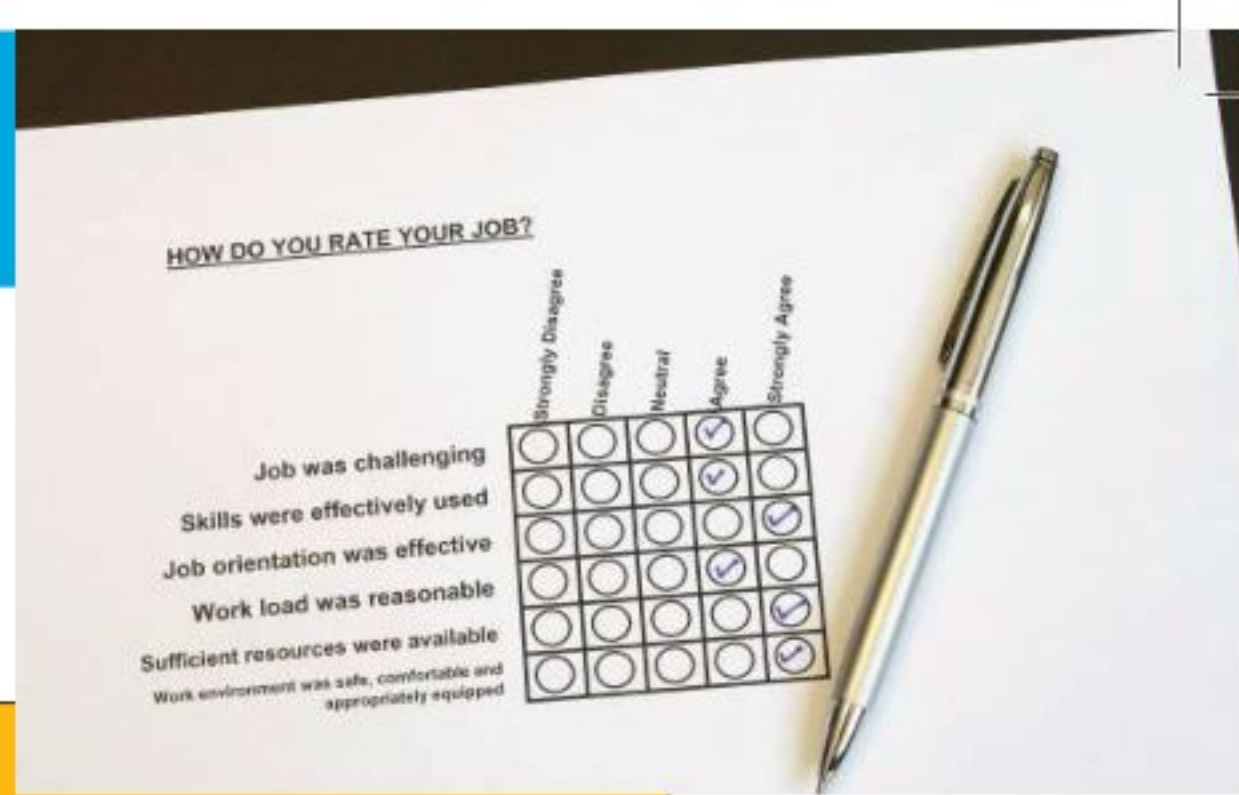 HOW DO YOU RATE YOUR JOB?
Strongly Disagree
Disagree
Neutral
Agree
Strongly Agree
Job was challenging
Skills were effectively used
Job orientation was effective
Work load was reasonable
Sufficient resources were available
Work environment was safe, comfortable and
appropriately equipped